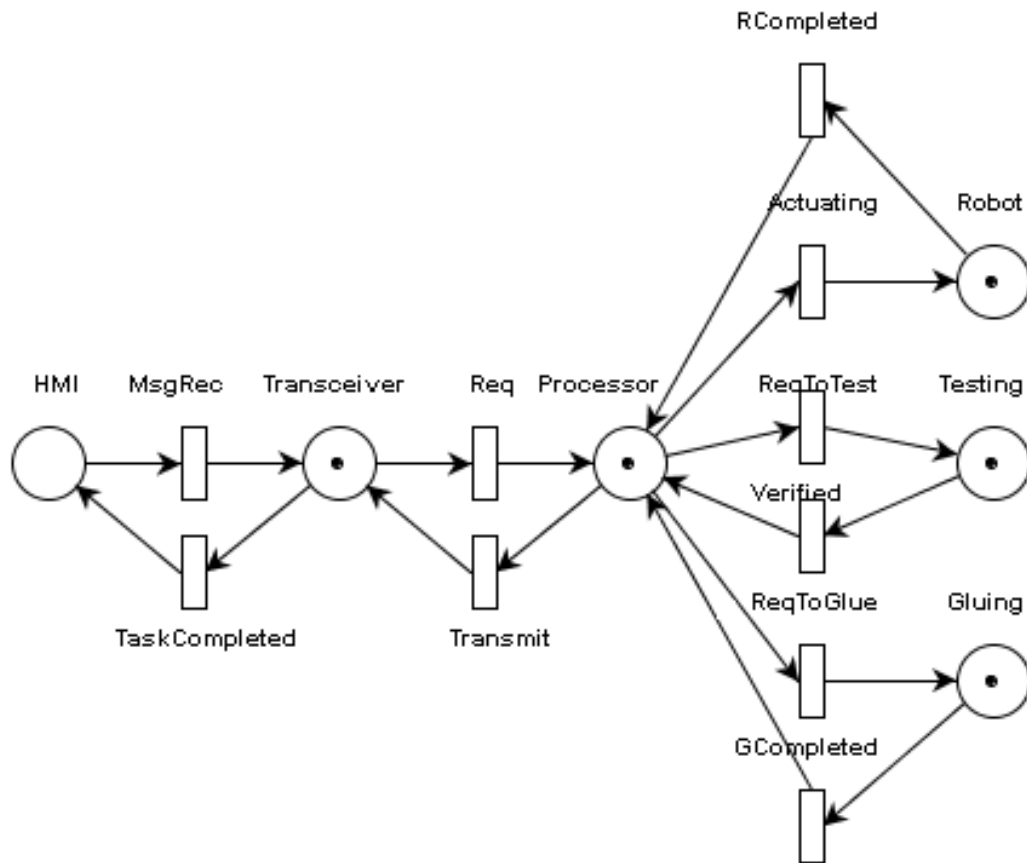 RCompleted
Actuating
Robot
HMI
MsgRec
Transceiver
Req
Processor
ReqToTest
Testing
Verified
ReqToGlue
Gluing
TaskCompleted
Transmit
GCompleted